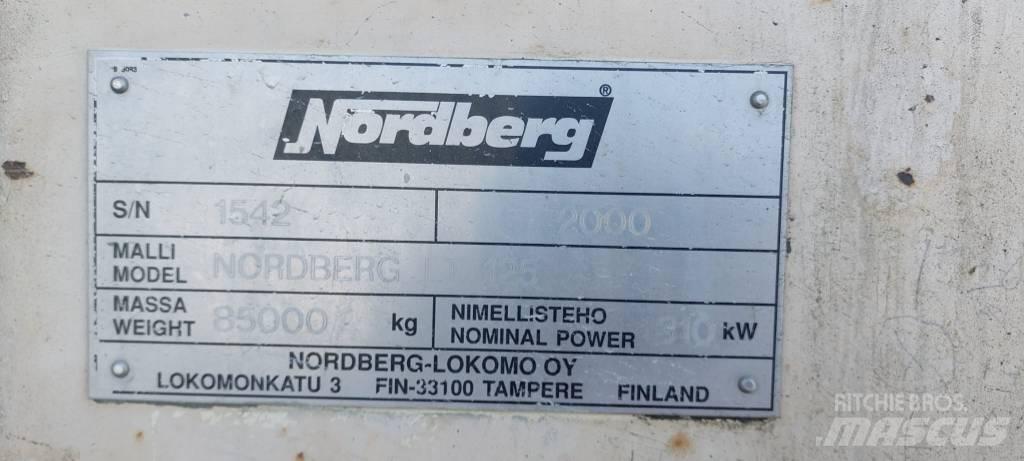 Nordberg®
S/N 1542 2000
MALLI
MODEL NORDBERG
MASSA
WEIGHT 85000 kg
NIMELLISTEHO
NOMINAL POWER 310 kW
NORDBERG-LOKOMO OY
LOKOMONKATU 3 FIN-33100 TAMPERE FINLAND
RITCHIE BROS.
MASCUS